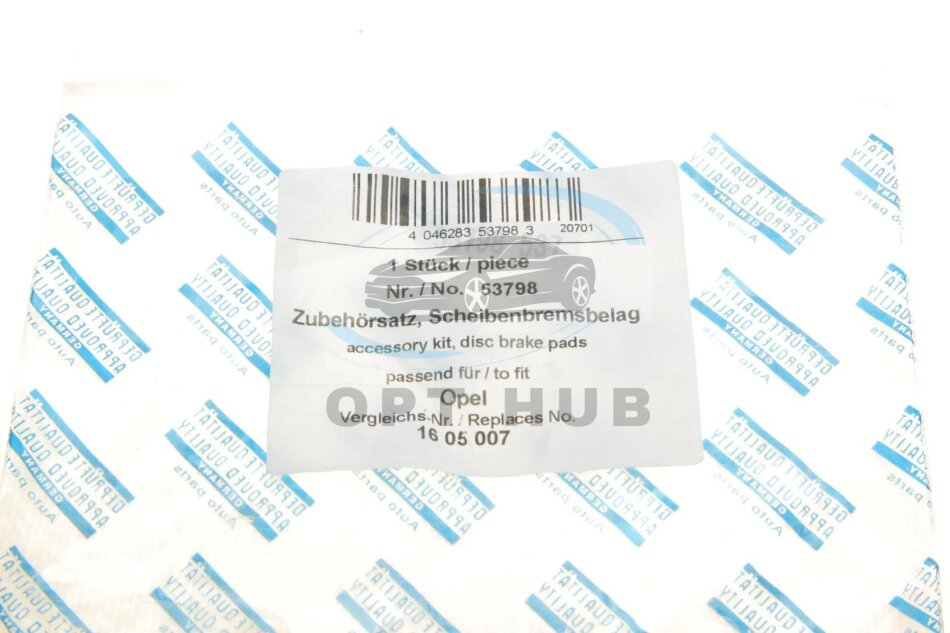 4 046283 53798 3 20701
1 Stück / piece
Nr. / No. 53798
Zubehörsatz, Scheibenbremsbelag
accessory kit, disc brake pads
passend für / to fit
Opel
OPT HUB
Vergleichs-Nr. / Replaces No.
16 05 007
GEPRÜFTE QUALITÄT
APPROVED QUALITY
GERMANY
Auto parts